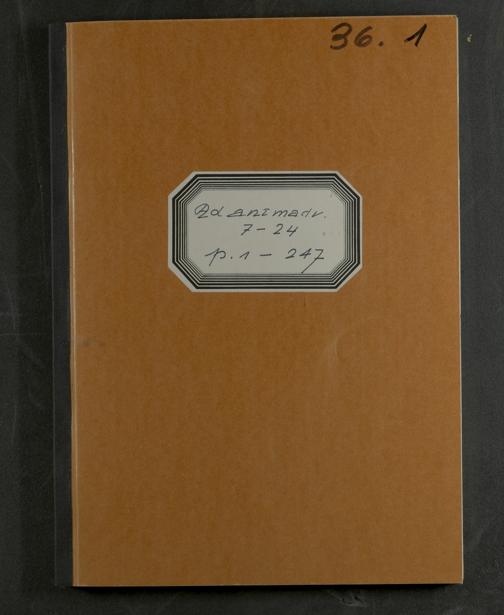 36. 1
Ad animadv.
7 - 24
p. 1 - 247